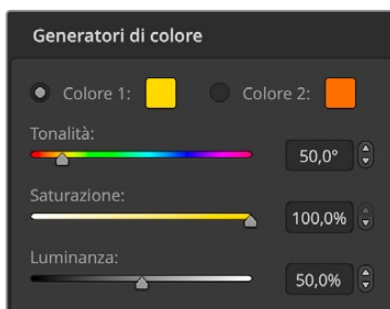 Generatori di colore
Colore 1: Colore 2:
Tonalità:
50,0°
Saturazione:
100,0%
Luminanza:
50,0%